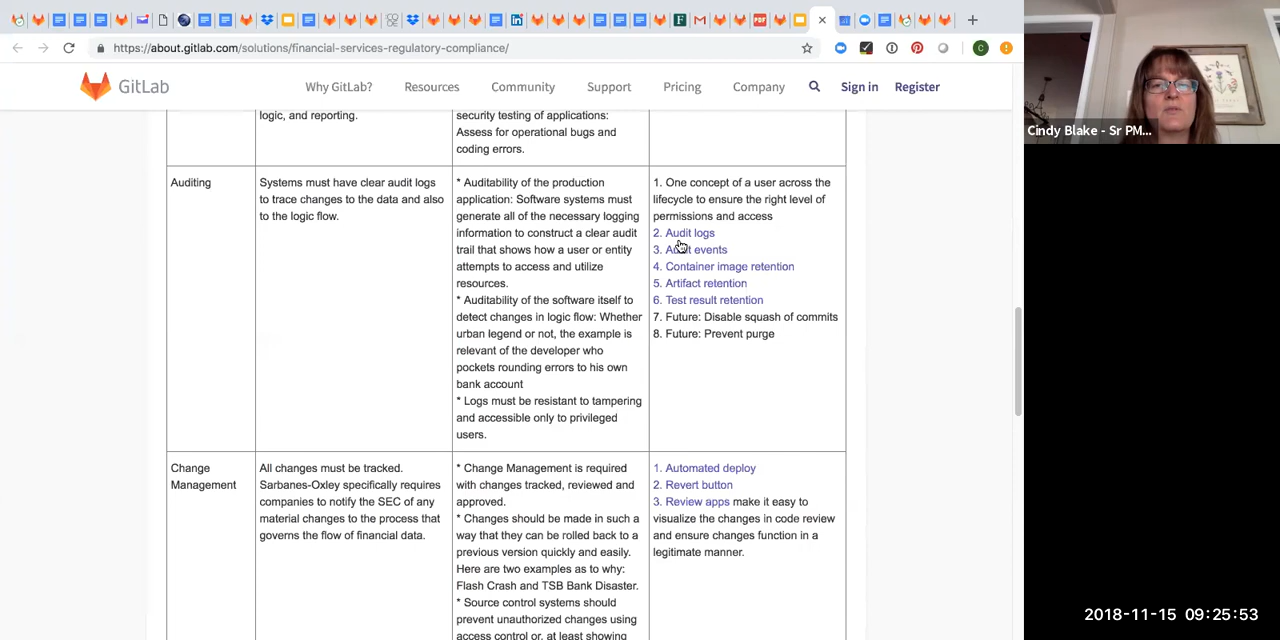 https://about.gitlab.com/solutions/financial-services-regulatory-compliance/
GitLab
Why GitLab?
Resources
Community
Support
Pricing
Company
Sign in
Register
Cindy Blake - Sr PM...
logic, and reporting.
security testing of applications:
Assess for operational bugs and
coding errors.
Auditing
Systems must have clear audit logs
to trace changes to the data and also
to the logic flow.
* Auditability of the production
application: Software systems must
generate all of the necessary logging
information to construct a clear audit
trail that shows how a user or entity
attempts to access and utilize
resources.
* Auditability of the software itself to
detect changes in logic flow: Whether
urban legend or not, the example is
relevant of the developer who
pockets rounding errors to his own
bank account
* Logs must be resistant to tampering
and accessible only to privileged
users.
1. One concept of a user across the
lifecycle to ensure the right level of
permissions and access
2. Audit logs
3. Audit events
4. Container image retention
5. Artifact retention
6. Test result retention
7. Future: Disable squash of commits
8. Future: Prevent purge
Change
Management
All changes must be tracked.
Sarbanes-Oxley specifically requires
companies to notify the SEC of any
material changes to the process that
governs the flow of financial data.
* Change Management is required
with changes tracked, reviewed and
approved.
* Changes should be made in such a
way that they can be rolled back to a
previous version quickly and easily.
Here are two examples as to why:
Flash Crash and TSB Bank Disaster.
* Source control systems should
prevent unauthorized changes using
access control or, at least showing
1. Automated deploy
2. Revert button
3. Review apps make it easy to
visualize the changes in code review
and ensure changes function in a
legitimate manner.
2018-11-15 09:25:53